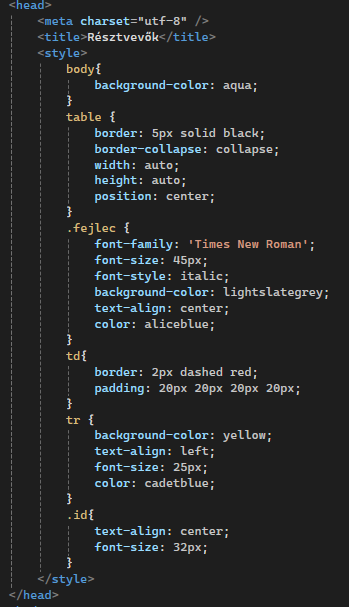 <head>
<meta charset="utf-8" />
<title>Résztvevők</title>
<style>
body{
background-color: aqua;
}
table {
border: 5px solid black;
border-collapse: collapse;
width: auto;
height: auto;
position: center;
}
.fejlec {
font-family: 'Times New Roman';
font-size: 45px;
font-style: italic;
background-color: lightslategrey;
text-align: center;
color: aliceblue;
}
td{
border: 2px dashed red;
padding: 20px 20px 20px 20px;
}
tr {
background-color: yellow;
text-align: left;
font-size: 25px;
color: cadetblue;
}
.id{
text-align: center;
font-size: 32px;
}
</style>
</head>